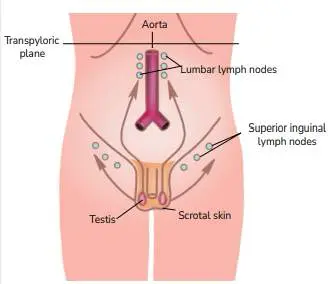 Aorta
Transpyloric
plane
Lumbar lymph nodes
Superior inguinal
lymph nodes
Testis
Scrotal skin